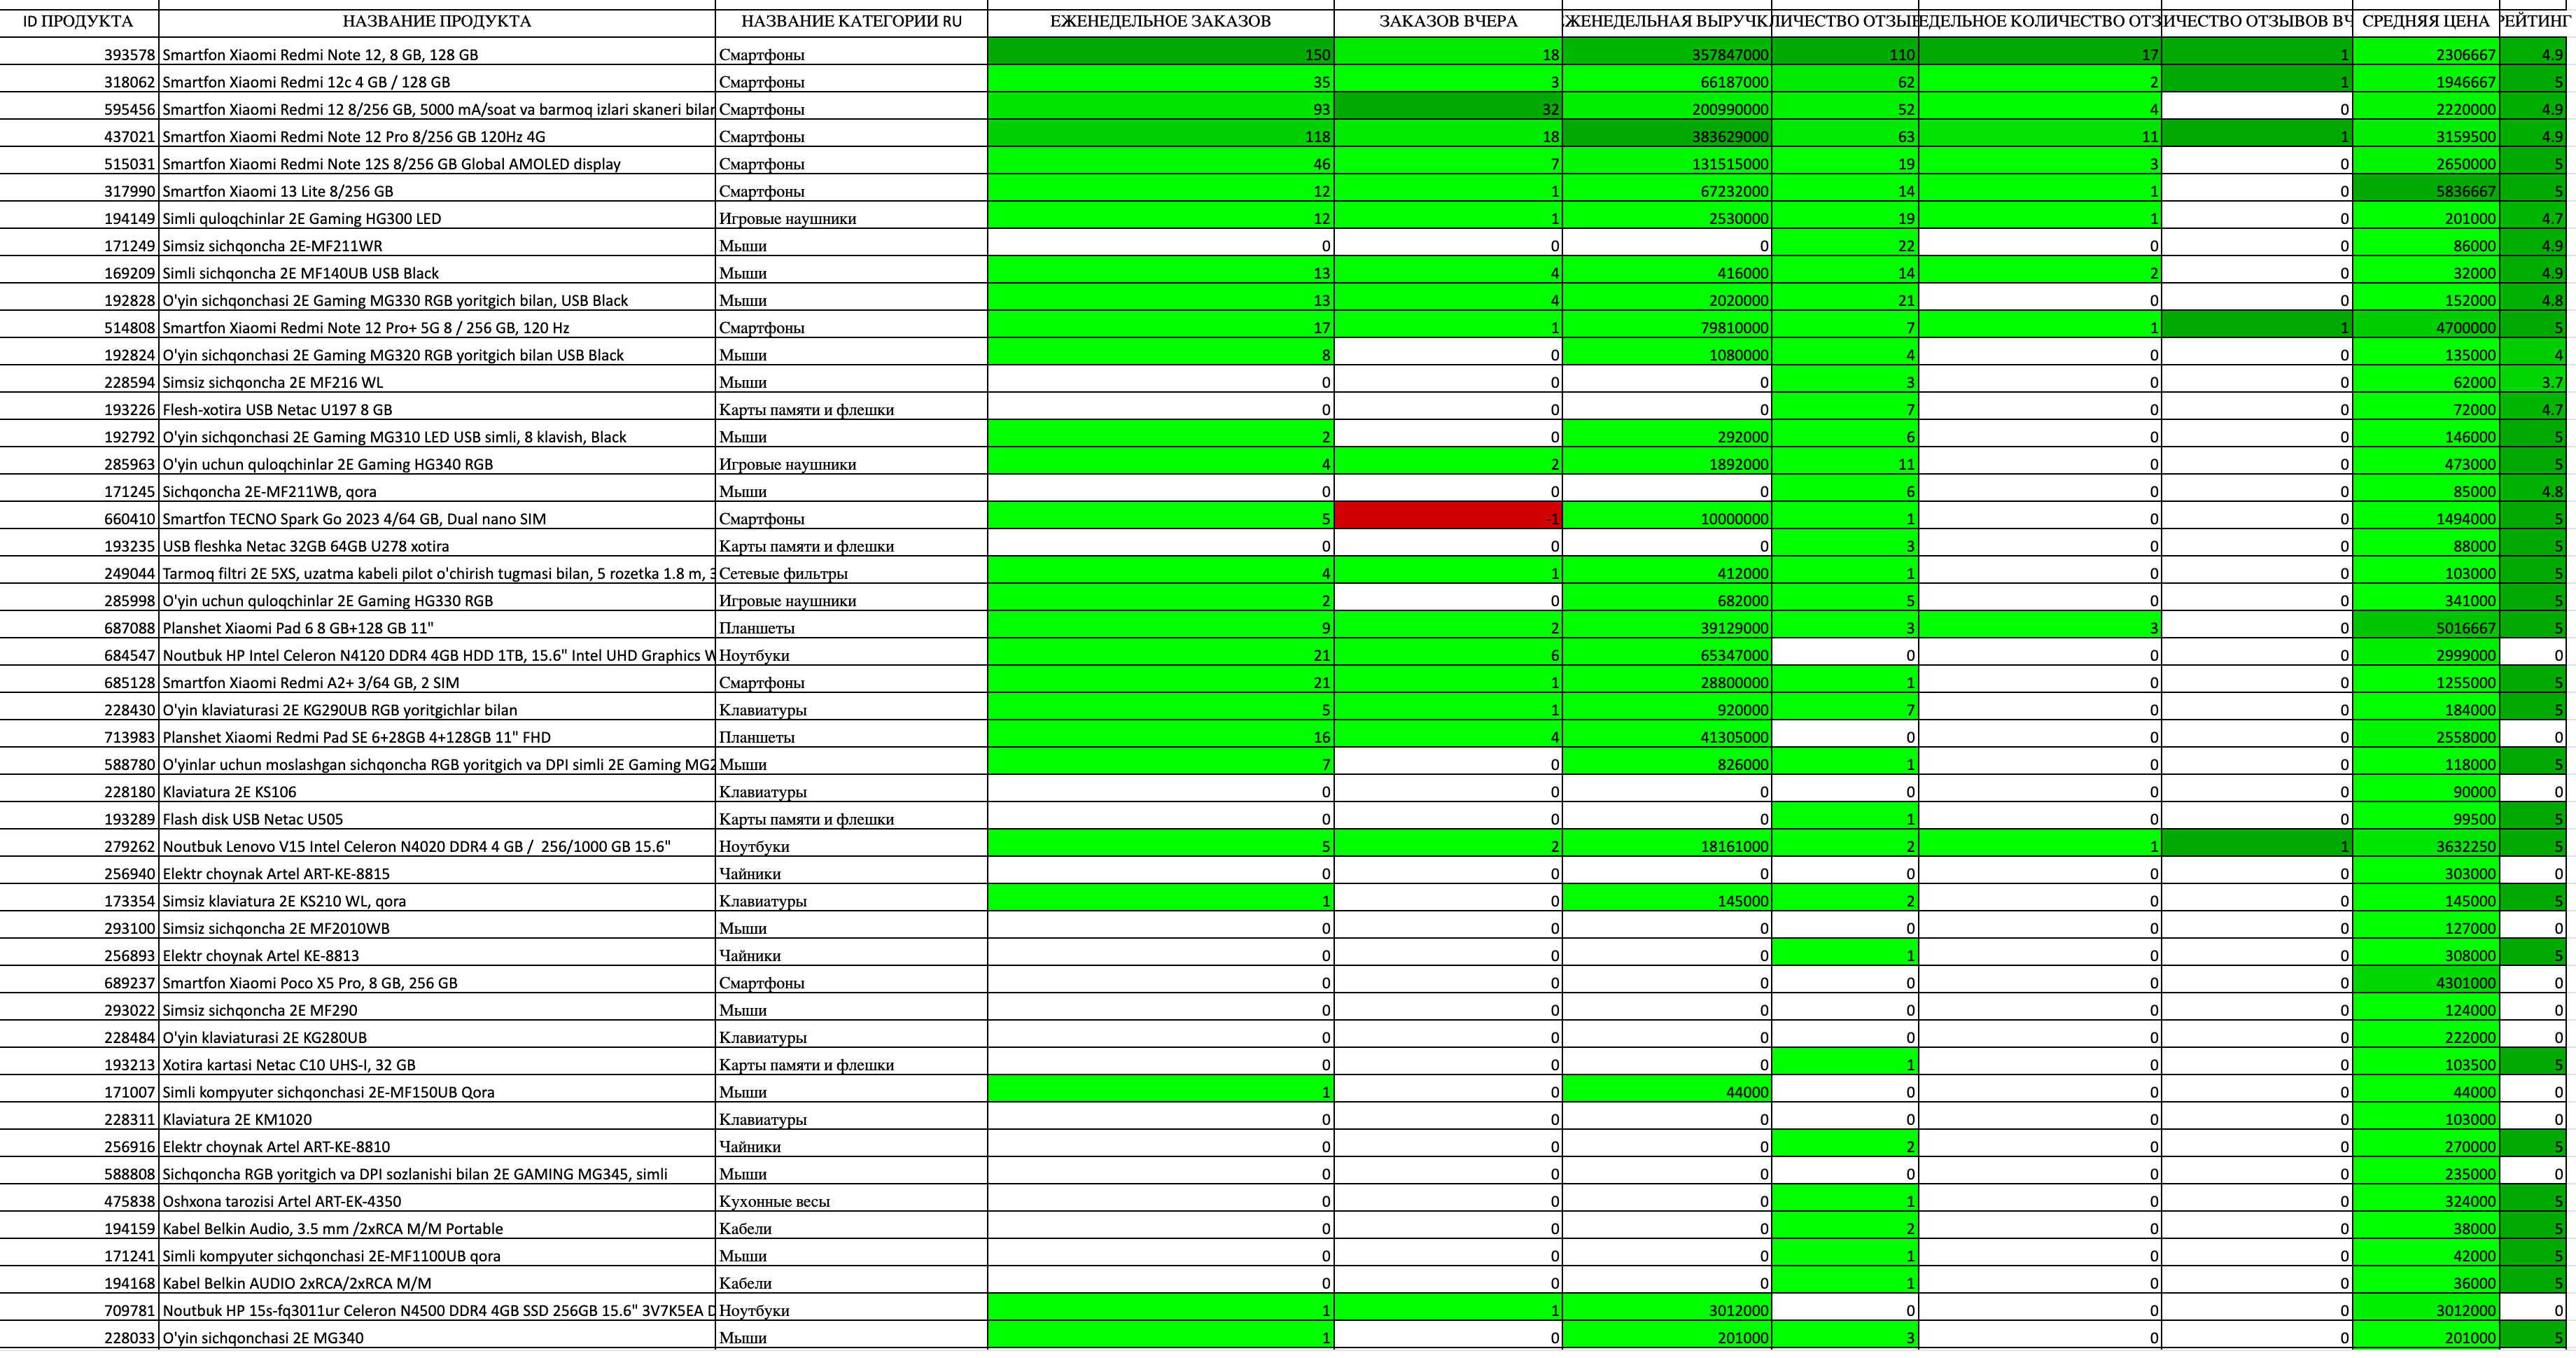 ID ПРОДУКТА НАЗВАНИЕ ПРОДУКТА НАЗВАНИЕ КАТЕГОРИИ RU ЕЖЕНЕДЕЛЬНОЕ ЗАКАЗОВ ЗАКАЗОВ ВЧЕРА ЖЕНЕДЕЛЬНАЯ ВЫРУЧК ЛИЧЕСТВО ОТЗЫВ ЕДЕЛЬНОЕ КОЛИЧЕСТВО ОТЗ ИЧЕСТВО ОТЗЫВОВ ВЧ СРЕДНЯЯ ЦЕНА РЕЙТИНГ
393578 Smartfon Xiaomi Redmi Note 12, 8 GB, 128 GB Смартфоны 150 18 357847000 110 17 1 2306667 4.9
318062 Smartfon Xiaomi Redmi 12c 4 GB / 128 GB Смартфоны 35 3 66187000 62 2 1 1946667 5
595456 Smartfon Xiaomi Redmi 12 8/256 GB, 5000 mA/soat va barmoq izlari skaneri bilan Смартфоны 93 32 200990000 52 4 0 2220000 4.9
437021 Smartfon Xiaomi Redmi Note 12 Pro 8/256 GB 120Hz 4G Смартфоны 118 18 383629000 63 11 1 3159500 4.9
515031 Smartfon Xiaomi Redmi Note 12S 8/256 GB Global AMOLED display Смартфоны 46 7 131515000 19 3 0 2650000 5
317990 Smartfon Xiaomi 13 Lite 8/256 GB Смартфоны 12 1 67232000 14 1 0 5836667 5
194149 Simli quloqchinlar 2E Gaming HG300 LED Игровые наушники 12 1 2530000 19 1 0 201000 4.7
171249 Simsiz sichqoncha 2E-MF211WR Мыши 0 0 0 22 0 0 86000 4.9
169209 Simli sichqoncha 2E MF140UB USB Black Мыши 13 4 416000 14 2 0 32000 4.9
192828 O'yin sichqonchasi 2E Gaming MG330 RGB yoritgich bilan, USB Black Мыши 13 4 2020000 21 0 0 152000 4.8
514808 Smartfon Xiaomi Redmi Note 12 Pro+ 5G 8 / 256 GB, 120 Hz Смартфоны 17 1 79810000 7 1 1 4700000 5
192824 O'yin sichqonchasi 2E Gaming MG320 RGB yoritgich bilan USB Black Мыши 8 0 1080000 4 0 0 135000 4
228594 Simsiz sichqoncha 2E MF216 WL Мыши 0 0 0 3 0 0 62000 3.7
193226 Flesh-xotira USB Netac U197 8 GB Карты памяти и флешки 0 0 0 7 0 0 72000 4.7
192792 O'yin sichqonchasi 2E Gaming MG310 LED USB simli, 8 klavish, Black Мыши 2 0 292000 6 0 0 146000 5
285963 O'yin uchun quloqchinlar 2E Gaming HG340 RGB Игровые наушники 4 2 1892000 11 0 0 473000 5
171245 Sichqoncha 2E-MF211WB, qora Мыши 0 0 0 6 0 0 85000 4.8
660410 Smartfon TECNO Spark Go 2023 4/64 GB, Dual nano SIM Смартфоны 5 -1 10000000 1 0 0 1494000 5
193235 USB fleshka Netac 32GB 64GB U278 xotira Карты памяти и флешки 0 0 0 3 0 0 88000 5
249044 Tarmoq filtri 2E 5XS, uzatma kabeli pilot o'chirish tugmasi bilan, 5 rozetka 1.8 m, 3 Сетевые фильтры 4 1 412000 1 0 0 103000 5
285998 O'yin uchun quloqchinlar 2E Gaming HG330 RGB Игровые наушники 2 0 682000 5 0 0 341000 5
687088 Planshet Xiaomi Pad 6 8 GB+128 GB 11" Планшеты 9 2 39129000 3 3 0 5016667 5
684547 Noutbuk HP Intel Celeron N4120 DDR4 4GB HDD 1TB, 15.6" Intel UHD Graphics W Ноутбуки 21 6 65347000 0 0 0 2999000 0
685128 Smartfon Xiaomi Redmi A2+ 3/64 GB, 2 SIM Смартфоны 21 1 28800000 1 0 0 1255000 5
228430 O'yin klaviaturasi 2E KG290UB RGB yoritgichlar bilan Клавиатуры 5 1 920000 7 0 0 184000 5
713983 Planshet Xiaomi Redmi Pad SE 6+28GB 4+128GB 11" FHD Планшеты 16 4 41305000 0 0 0 2558000 0
588780 O'yinlar uchun moslashgan sichqoncha RGB yoritgich va DPI simli 2E Gaming MG2 Мыши 7 0 826000 1 0 0 118000 5
228180 Klaviatura 2E KS106 Клавиатуры 0 0 0 0 0 0 90000 0
193289 Flash disk USB Netac U505 Карты памяти и флешки 0 0 0 1 0 0 99500 5
279262 Noutbuk Lenovo V15 Intel Celeron N4020 DDR4 4 GB / 256/1000 GB 15.6" Ноутбуки 5 2 18161000 2 1 1 3632250 5
256940 Elektr choynak Artel ART-KE-8815 Чайники 0 0 0 0 0 0 303000 0
173354 Simsiz klaviatura 2E KS210 WL, qora Клавиатуры 1 0 145000 2 0 0 145000 5
293100 Simsiz sichqoncha 2E MF2010WB Мыши 0 0 0 0 0 0 127000 0
256893 Elektr choynak Artel KE-8813 Чайники 0 0 0 1 0 0 308000 5
689237 Smartfon Xiaomi Poco X5 Pro, 8 GB, 256 GB Смартфоны 0 0 0 0 0 0 4301000 0
293022 Simsiz sichqoncha 2E MF290 Мыши 0 0 0 0 0 0 124000 0
228484 O'yin klaviaturasi 2E KG280UB Клавиатуры 0 0 0 0 0 0 222000 0
193213 Xotira kartasi Netac C10 UHS-I, 32 GB Карты памяти и флешки 0 0 0 1 0 0 103500 5
171007 Simli kompyuter sichqonchasi 2E-MF150UB Qora Мыши 1 0 44000 0 0 0 44000 0
228311 Klaviatura 2E KM1020 Клавиатуры 0 0 0 0 0 0 103000 0
256916 Elektr choynak Artel ART-KE-8810 Чайники 0 0 0 2 0 0 270000 5
588808 Sichqoncha RGB yoritgich va DPI sozlanishi bilan 2E GAMING MG345, simli Мыши 0 0 0 0 0 0 235000 0
475838 Oshxona tarozisi Artel ART-EK-4350 Кухонные весы 0 0 0 1 0 0 324000 5
194159 Kabel Belkin Audio, 3.5 mm /2xRCA M/M Portable Кабели 0 0 0 2 0 0 38000 5
171241 Simli kompyuter sichqonchasi 2E-MF1100UB qora Мыши 0 0 0 1 0 0 42000 5
194168 Kabel Belkin AUDIO 2xRCA/2xRCA M/M Кабели 0 0 0 1 0 0 36000 5
709781 Noutbuk HP 15s-fq3011ur Celeron N4500 DDR4 4GB SSD 256GB 15.6" 3V7K5EA D Ноутбуки 1 1 3012000 0 0 0 3012000 0
228033 O'yin sichqonchasi 2E MG340 Мыши 1 0 201000 3 0 0 201000 5